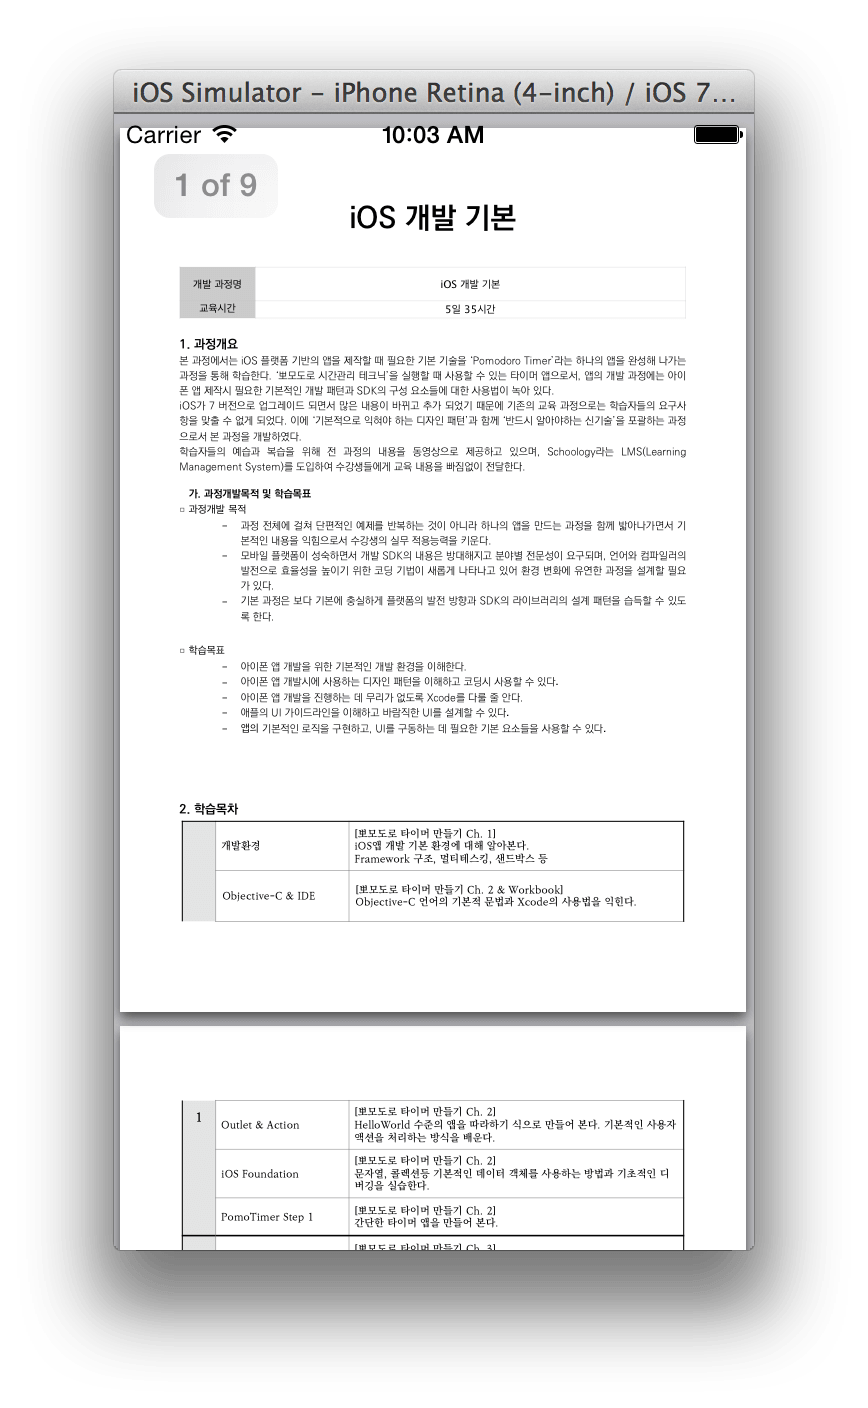 iOS Simulator – iPhone Retina (4-inch) / iOS 7...
Carrier 10:03 AM
1 of 9
iOS 개발 기본
개발 과정명 iOS 개발 기본
교육시간 5일 35시간
1. 과정개요
본 과정에서는 iOS 플랫폼 기반의 앱을 제작할 때 필요한 기본 기술을 ‘Pomodoro Timer’라는 하나의 앱을 완성해 나가는
과정을 통해 학습한다. ‘뽀모도로 시간관리 테크닉’을 실행할 때 사용할 수 있는 타이머 앱으로서, 앱의 개발 과정에는 아이
폰 앱 제작시 필요한 기본적인 개발 패턴과 SDK의 구성 요소들에 대한 사용법이 녹아 있다.
iOS가 7 버전으로 업그레이드 되면서 많은 내용이 바뀌고 추가 되었기 때문에 기존의 교육 과정으로는 학습자들의 요구사
항을 맞출 수 없게 되었다. 이에 ‘기본적으로 익혀야 하는 디자인 패턴’과 함께 ‘반드시 알아야하는 신기술’을 포괄하는 과정
으로서 본 과정을 개발하였다.
학습자들의 예습과 복습을 위해 전 과정의 내용을 동영상으로 제공하고 있으며, Schoology라는 LMS(Learning
Management System)를 도입하여 수강생들에게 교육 내용을 빠짐없이 전달한다.
가. 과정개발목적 및 학습목표
□ 과정개발 목적
– 과정 전체에 걸쳐 단편적인 예제를 반복하는 것이 아니라 하나의 앱을 만드는 과정을 함께 밟아나가면서 기
본적인 내용을 익힘으로서 수강생의 실무 적용능력을 키운다.
– 모바일 플랫폼이 성숙하면서 개발 SDK의 내용은 방대해지고 분야별 전문성이 요구되며, 언어와 컴파일러의
발전으로 효율성을 높이기 위한 코딩 기법이 새롭게 나타나고 있어 환경 변화에 유연한 과정을 설계할 필요
가 있다.
– 기본 과정은 보다 기본에 충실하게 플랫폼의 발전 방향과 SDK의 라이브러리의 설계 패턴을 습득할 수 있도
록 한다.
□ 학습목표
– 아이폰 앱 개발을 위한 기본적인 개발 환경을 이해한다.
– 아이폰 앱 개발시에 사용하는 디자인 패턴을 이해하고 코딩시 사용할 수 있다.
– 아이폰 앱 개발을 진행하는 데 무리가 없도록 Xcode를 다룰 줄 안다.
– 애플의 UI 가이드라인을 이해하고 바람직한 UI를 설계할 수 있다.
– 앱의 기본적인 로직을 구현하고, UI를 구동하는 데 필요한 기본 요소들을 사용할 수 있다.
2. 학습목차
[뽀모도로 타이머 만들기 Ch. 1]
개발환경 iOS앱 개발 기본 환경에 대해 알아본다.
Framework 구조, 멀티테스킹, 샌드박스 등
[뽀모도로 타이머 만들기 Ch. 2 & Workbook]
Objective-C & IDE Objective-C 언어의 기본적 문법과 Xcode의 사용법을 익힌다.
1 [뽀모도로 타이머 만들기 Ch. 2]
Outlet & Action HelloWorld 수준의 앱을 따라하기 식으로 만들어 본다. 기본적인 사용자
액션을 처리하는 방식을 배운다.
[뽀모도로 타이머 만들기 Ch. 2]
iOS Foundation 문자열, 콜렉션등 기본적인 데이터 객체를 사용하는 방법과 기초적인 디
버깅을 실습한다.
[뽀모도로 타이머 만들기 Ch. 2]
PomoTimer Step 1 간단한 타이머 앱을 만들어 본다.
[뽀모도로 타이머 만들기 Ch. 3]